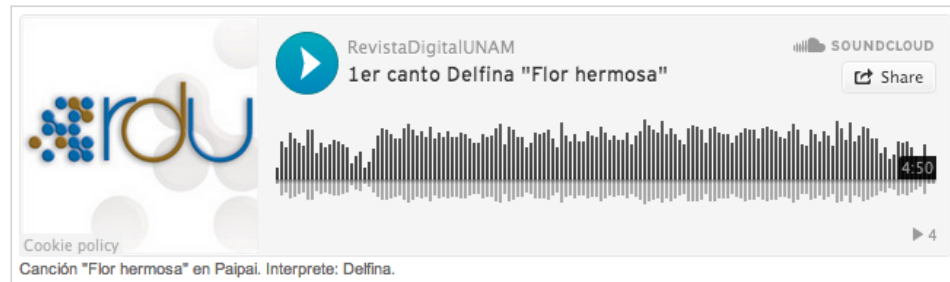 rdu
RevistaDigitalUNAM
SOUNDCLOUD
1er canto Delfina "Flor hermosa"
Share
4:50
4
Cookie policy
Canción "Flor hermosa" en Paipai. Interprete: Delfina.